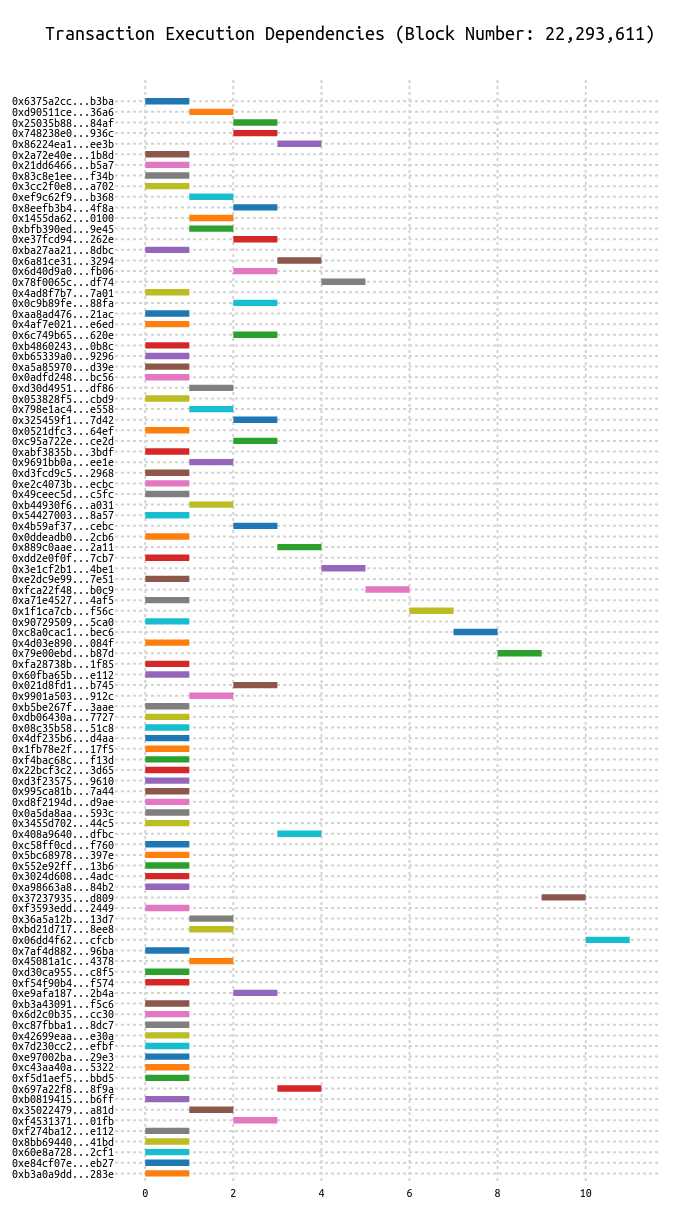 Transaction Execution Dependencies (Block Number: 22,293,611)
0x6375a2cc...b3ba
0xd90511ce...36a6
0x25035b88...84af
0x748238e0...936c
0x86224ea1...ee3b
0x2a72e40e...1b8d
0x21dd6466...b5a7
0x83c8e1ee...f34b
0x3cc2f0e8...a702
0xef9c62f9...b368
0x8eefb3b4...4f8a
0x1455da62...0100
0xbfb390ed...9e45
0xe37fcd94...262e
0xba27aa21...8dbc
0x6a81ce31...3294
0x6d40d9a0...fb06
0x78f0065c...df74
0x4ad8f7b7...7a01
0x0c9b89fe...88fa
0xaa8ad476...21ac
0x4af7e021...e6ed
0x6c749b65...620e
0xb4860243...0b8c
0xb65339a0...9296
0xa5a85970...d39e
0x0adfd248...bc56
0xd30d4951...df86
0x053828f5...cbd9
0x798e1ac4...e558
0x325459f1...7d42
0x0521dfc3...64ef
0xc95a722e...ce2d
0xabf3835b...3bdf
0x9691bb0a...ee1e
0xd3fcd9c5...2968
0xe2c4073b...ecbc
0x49ceec5d...c5fc
0xb44930f6...a031
0x54427003...8a57
0x4b59af37...cebc
0x0ddeadb0...2cb6
0x889c0aae...2a11
0xdd2e0f0f...7cb7
0x3e1cf2b1...4be1
0xe2dc9e99...7e51
0xfca22f48...b0c9
0xa71e4527...4af5
0x1f1ca7cb...f56c
0x90729509...5ca0
0xc8a0cac1...bec6
0x4d03e890...084f
0x79e00ebd...b87d
0xfa28738b...1f85
0x60fba65b...e112
0x021d8fd1...b745
0x9901a503...912c
0xb5be267f...3aae
0xdb06430a...7727
0x08c35b58...51c8
0x4df235b6...d4aa
0x1fb78e2f...17f5
0xf4bac68c...f13d
0x22bcf3c2...3d65
0xd3f23575...9610
0x995ca81b...7a44
0xd8f2194d...d9ae
0x0a5da8aa...593c
0x3455d702...44c5
0x408a9640...dfbc
0xc58ff0cd...f760
0x5bc68978...397e
0x552e92ff...13b6
0x3024d608...4adc
0xa98663a8...84b2
0x37237935...d809
0xf3593edd...2449
0x36a5a12b...13d7
0xbd21d717...8ee8
0x06dd4f62...cfcb
0x7af4d882...96ba
0x45081a1c...4378
0xd30ca955...c8f5
0xf54f90b4...f574
0xe9afa187...2b4a
0xb3a43091...f5c6
0x6d2c0b35...cc30
0xc87fbba1...8dc7
0x42699eaa...e30a
0x7d230cc2...efbf
0xe97002ba...29e3
0xc43aa40a...5322
0xf5d1aef5...bbd5
0x697a22f8...8f9a
0xb0819415...b6ff
0x35022479...a81d
0xf4531371...01fb
0xf274ba12...e112
0x8bb69440...41bd
0x60e8a728...2cf1
0xe84cf07e...eb27
0xb3a0a9dd...283e
0 2 4 6 8 10